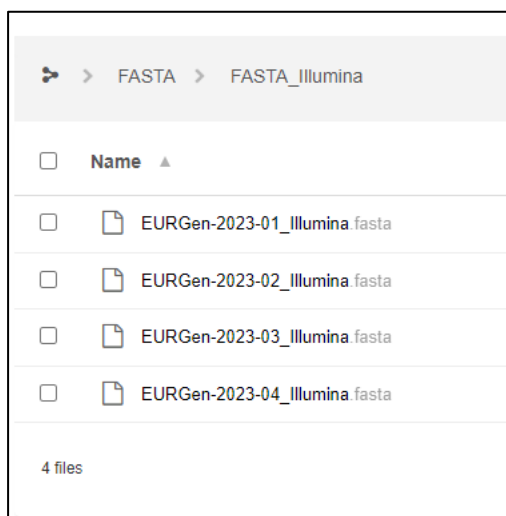 > FASTA > FASTA_Illumina
Name ▲
EURGen-2023-01_Illumina.fasta
EURGen-2023-02_Illumina.fasta
EURGen-2023-03_Illumina.fasta
EURGen-2023-04_Illumina.fasta
4 files